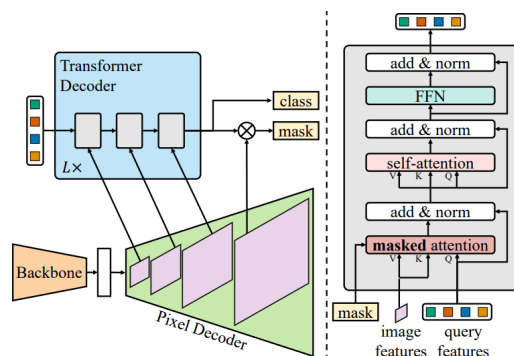 Transformer
Decoder
L×
class
mask
Backbone
Pixel Decoder
add & norm
FFN
add & norm
self-attention
V K Q
add & norm
masked attention
V K Q
mask
image
features
query
features